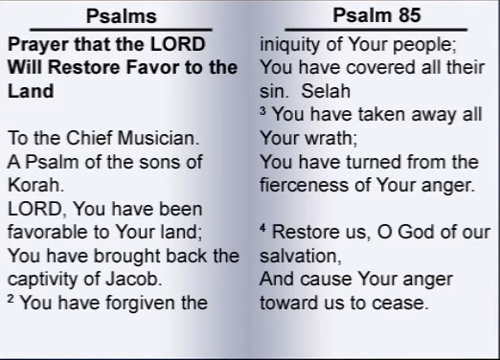 Psalms
Prayer that the LORD
Will Restore Favor to the
Land
To the Chief Musician.
A Psalm of the sons of
Korah.
LORD, You have been
favorable to Your land;
You have brought back the
captivity of Jacob.
² You have forgiven the
Psalm 85
iniquity of Your people;
You have covered all their
sin. Selah
³ You have taken away all
Your wrath;
You have turned from the
fierceness of Your anger.
⁴ Restore us, O God of our
salvation,
And cause Your anger
toward us to cease.